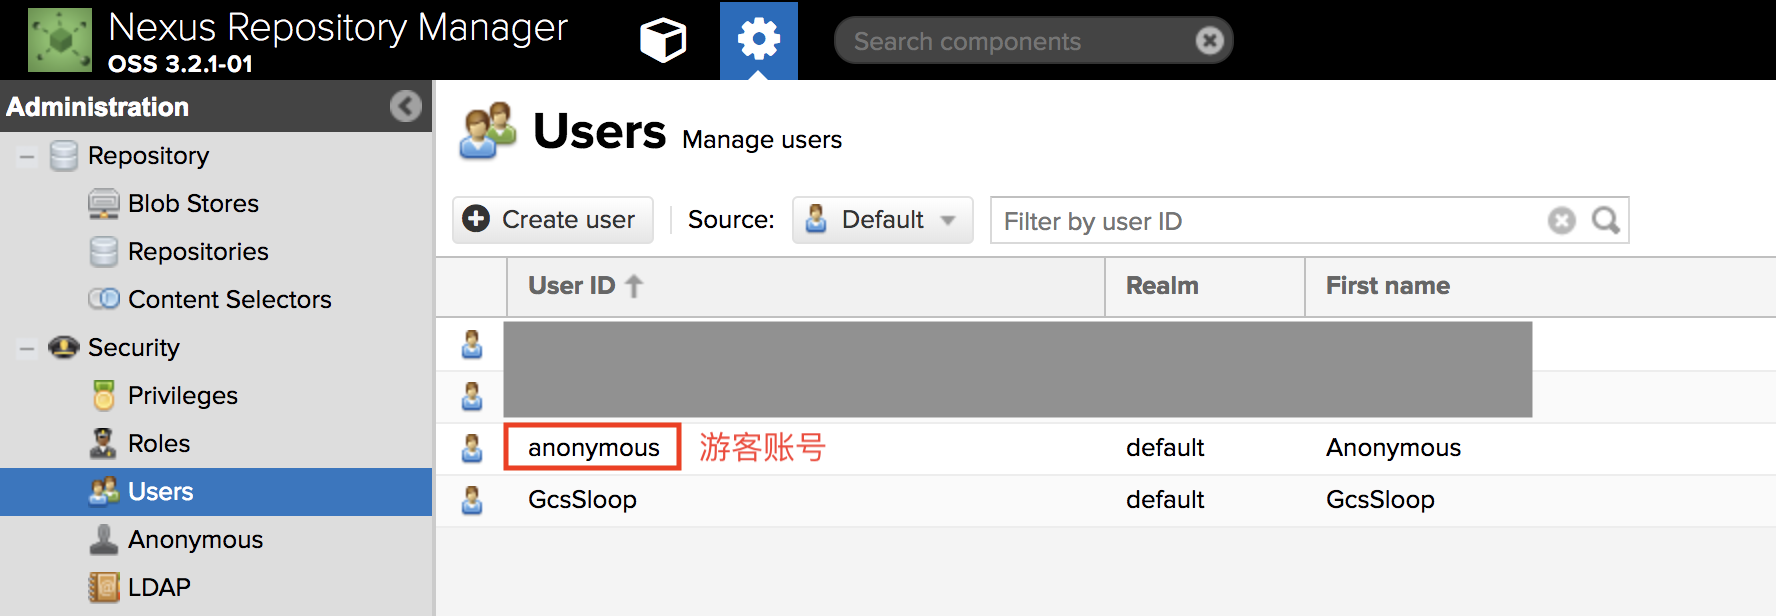 Nexus Repository Manager
OSS 3.2.1-01
Search components
Administration
Repository
Blob Stores
Repositories
Content Selectors
Security
Privileges
Roles
Users
Anonymous
LDAP
Users Manage users
Create user Source: Default Filter by user ID
User ID Realm First name
anonymous 游客账号 default Anonymous
GcsSloop default GcsSloop